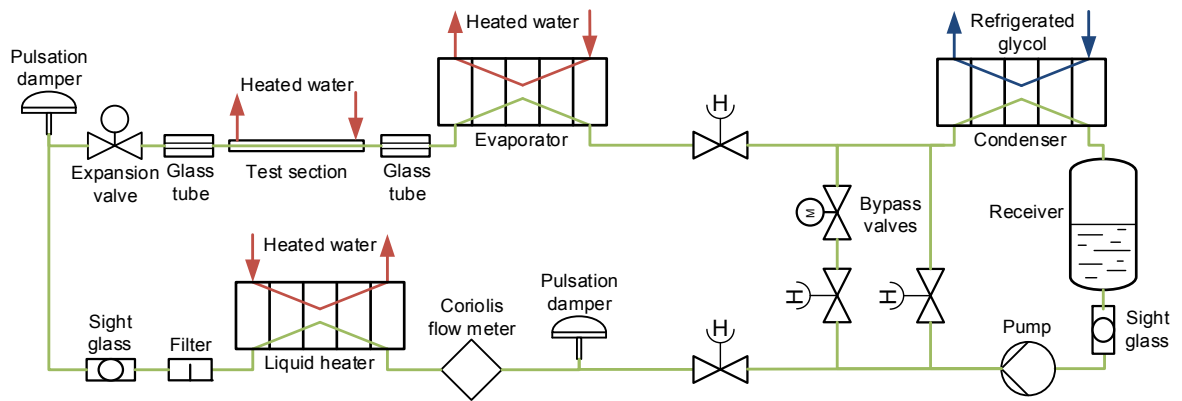 Heated water
Refrigerated
glycol
Pulsation
damper
Heated water
H
Evaporator
Condenser
Expansion
valve
Glass
tube
Test section
Glass
tube
M
Bypass
valves
Receiver
Heated water
Pulsation
damper
H
H
Coriolis
flow meter
H
Sight
glass
Filter
Liquid heater
Pump
Sight
glass